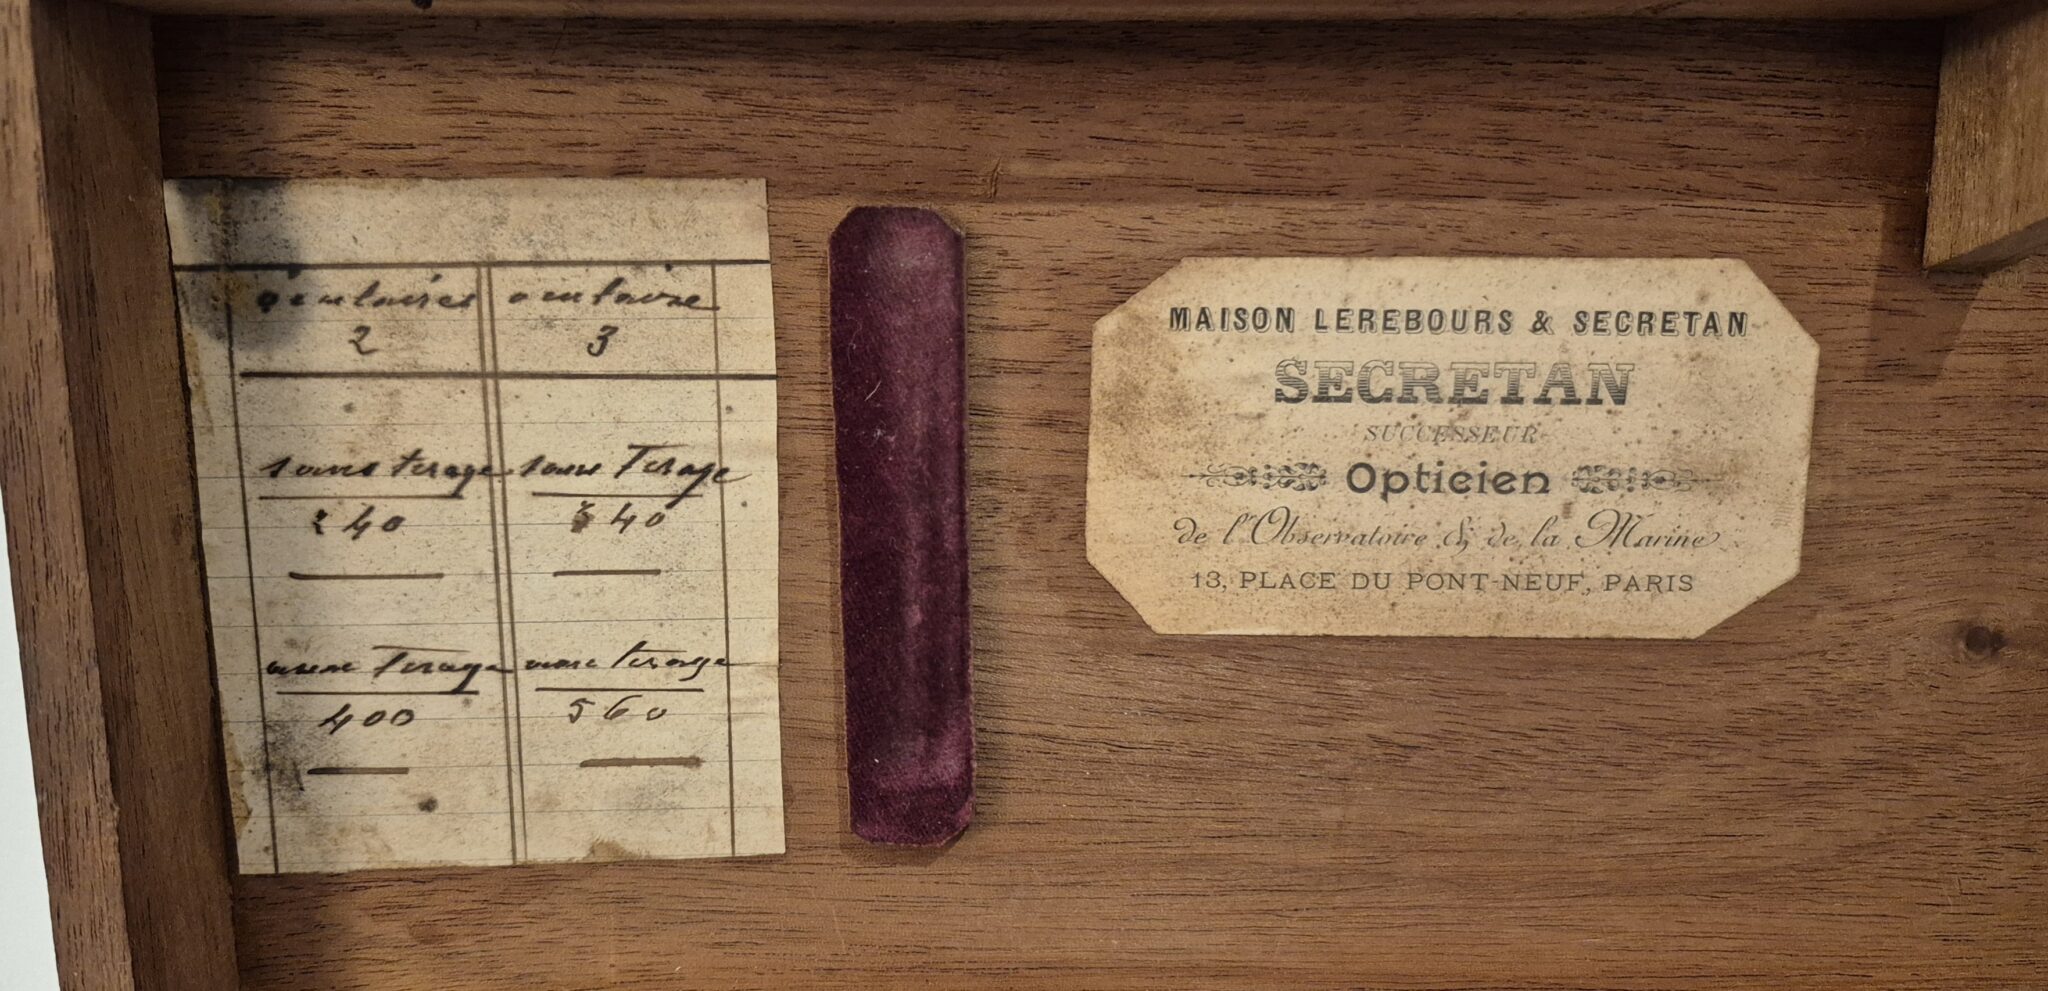 oculaires oculaire
2 3
sans tirage sans Tirage
240 340
avec Tirage avec tirage
400 560
MAISON LEREBOURS & SECRETAN
SECRETAN
SUCCESSEUR
Opticien
de l'Observatoire & de la Marine
13, PLACE DU PONT-NEUF, PARIS